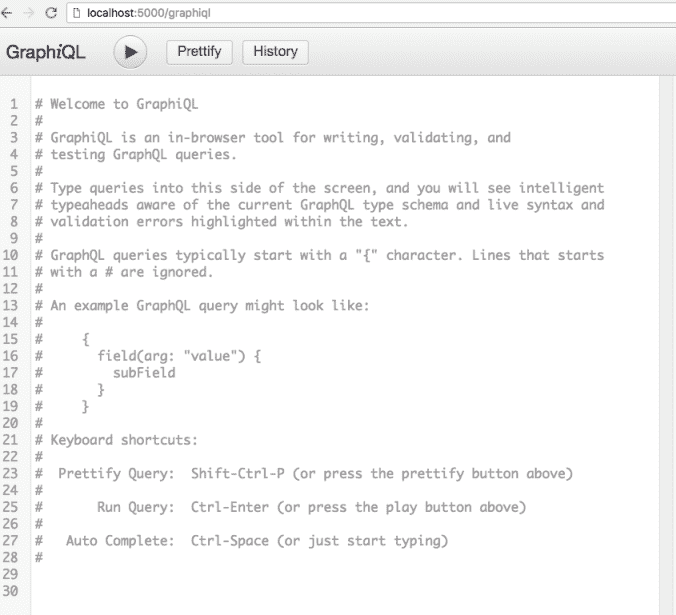 localhost:5000/graphiql
GraphiQL Prettify History
1 # Welcome to GraphiQL
2 #
3 # GraphiQL is an in-browser tool for writing, validating, and
4 # testing GraphQL queries.
5 #
6 # Type queries into this side of the screen, and you will see intelligent
7 # typeaheads aware of the current GraphQL type schema and live syntax and
8 # validation errors highlighted within the text.
9 #
10 # GraphQL queries typically start with a "{" character. Lines that starts
11 # with a # are ignored.
12 #
13 # An example GraphQL query might look like:
14 #
15 #     {
16 #       field(arg: "value") {
17 #         subField
18 #       }
19 #     }
20 #
21 # Keyboard shortcuts:
22 #
23 #  Prettify Query:  Shift-Ctrl-P (or press the prettify button above)
24 #
25 #       Run Query:  Ctrl-Enter (or press the play button above)
26 #
27 #   Auto Complete:  Ctrl-Space (or just start typing)
28 #
29
30